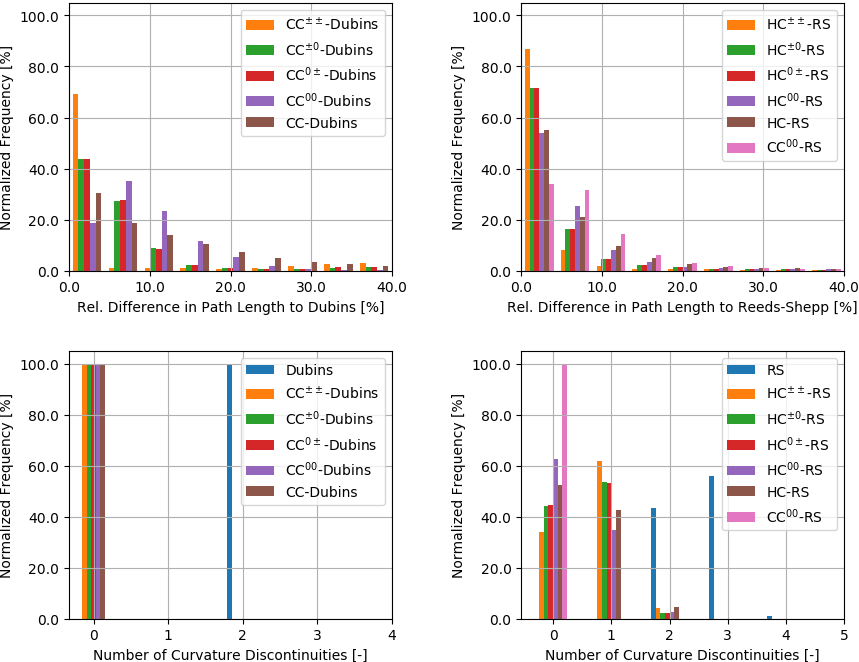 100.0
80.0
60.0
40.0
20.0
0.0
Normalized Frequency [%]
0.0 10.0 20.0 30.0 40.0
Rel. Difference in Path Length to Dubins [%]
CC±±-Dubins
CC±0-Dubins
CC0±-Dubins
CC00-Dubins
CC-Dubins
100.0
80.0
60.0
40.0
20.0
0.0
Normalized Frequency [%]
0.0 10.0 20.0 30.0 40.0
Rel. Difference in Path Length to Reeds-Shepp [%]
HC±±-RS
HC±0-RS
HC0±-RS
HC00-RS
HC-RS
CC00-RS
100.0
80.0
60.0
40.0
20.0
0.0
Normalized Frequency [%]
0 1 2 3 4
Number of Curvature Discontinuities [-]
Dubins
CC±±-Dubins
CC±0-Dubins
CC0±-Dubins
CC00-Dubins
CC-Dubins
100.0
80.0
60.0
40.0
20.0
0.0
Normalized Frequency [%]
0 1 2 3 4 5
Number of Curvature Discontinuities [-]
RS
HC±±-RS
HC±0-RS
HC0±-RS
HC00-RS
HC-RS
CC00-RS